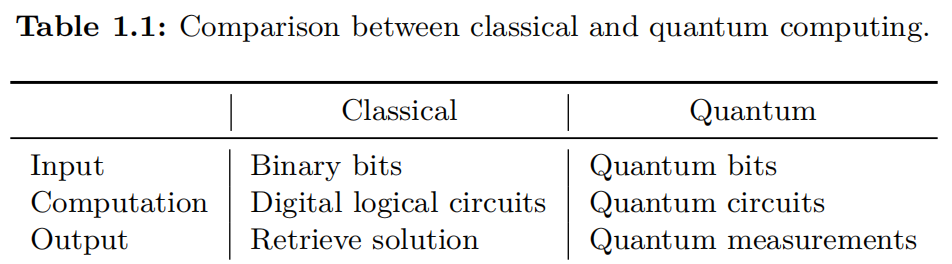 Table 1.1: Comparison between classical and quantum computing.
Classical Quantum
Input Binary bits Quantum bits
Computation Digital logical circuits Quantum circuits
Output Retrieve solution Quantum measurements